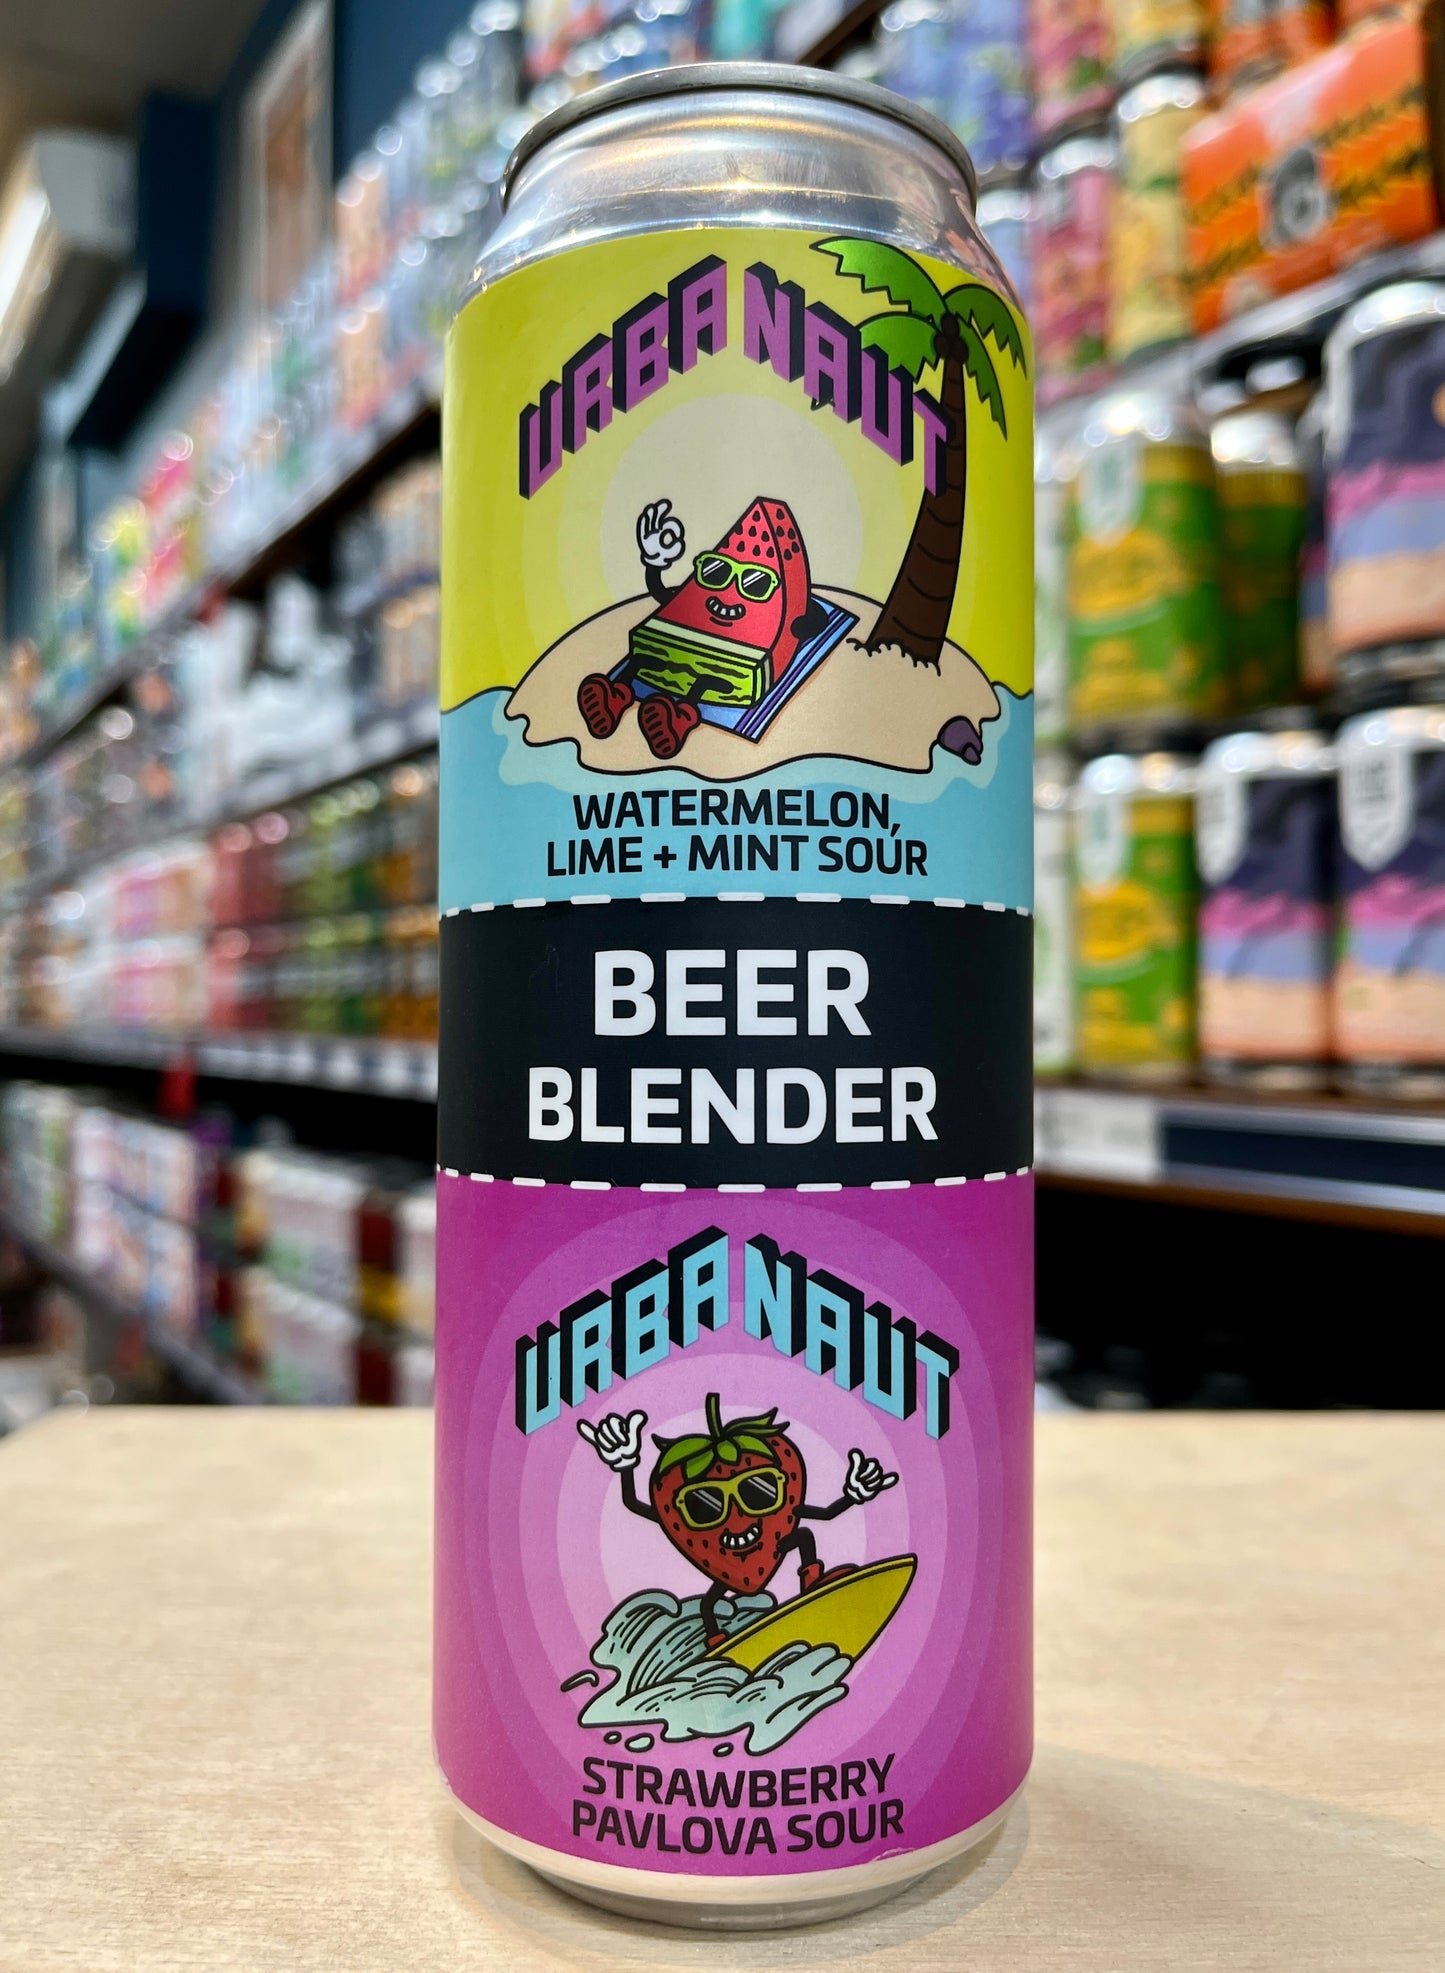 URBANAUT
WATERMELON,
LIME + MINT SOUR
BEER
BLENDER
URBANAUT
STRAWBERRY
PAVLOVA SOUR